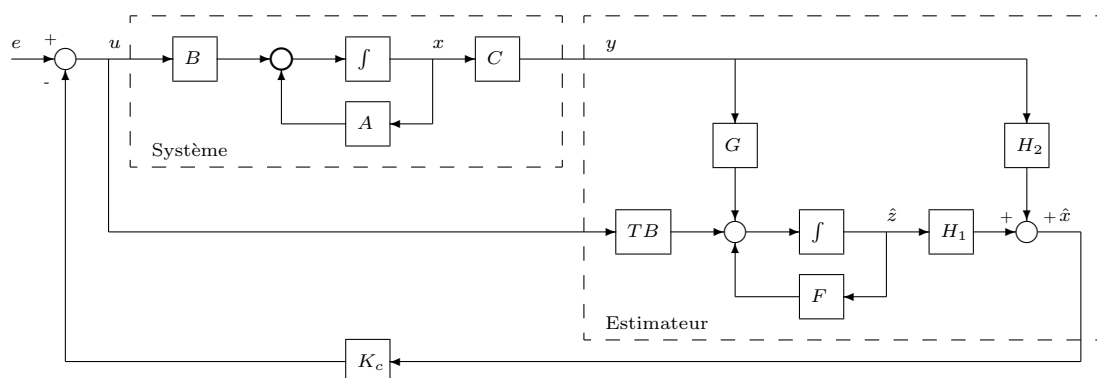 e + - u B ∫ x C y
A
Système
G H₂
TB ∫ ẑ H₁ + + x̂
F
Estimateur
K_c